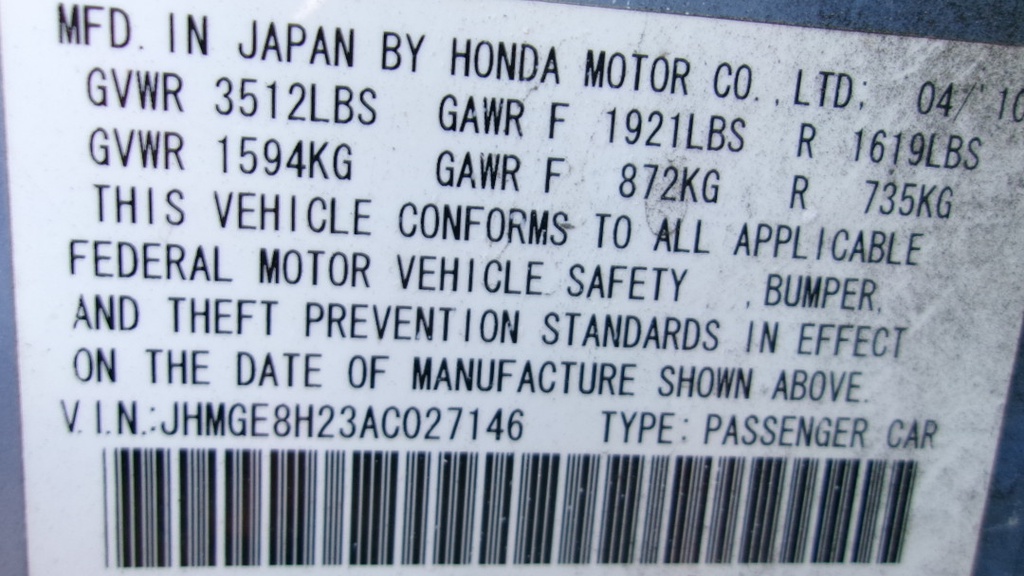 MFD. IN JAPAN BY HONDA MOTOR CO., LTD; 04/'10
GVWR 3512LBS GAWR F 1921LBS R 1619LBS
GVWR 1594KG GAWR F 872KG R 735KG
THIS VEHICLE CONFORMS TO ALL APPLICABLE
FEDERAL MOTOR VEHICLE SAFETY , BUMPER,
AND THEFT PREVENTION STANDARDS IN EFFECT
ON THE DATE OF MANUFACTURE SHOWN ABOVE.
V.I.N.:JHMGE8H23AC027146 TYPE: PASSENGER CAR